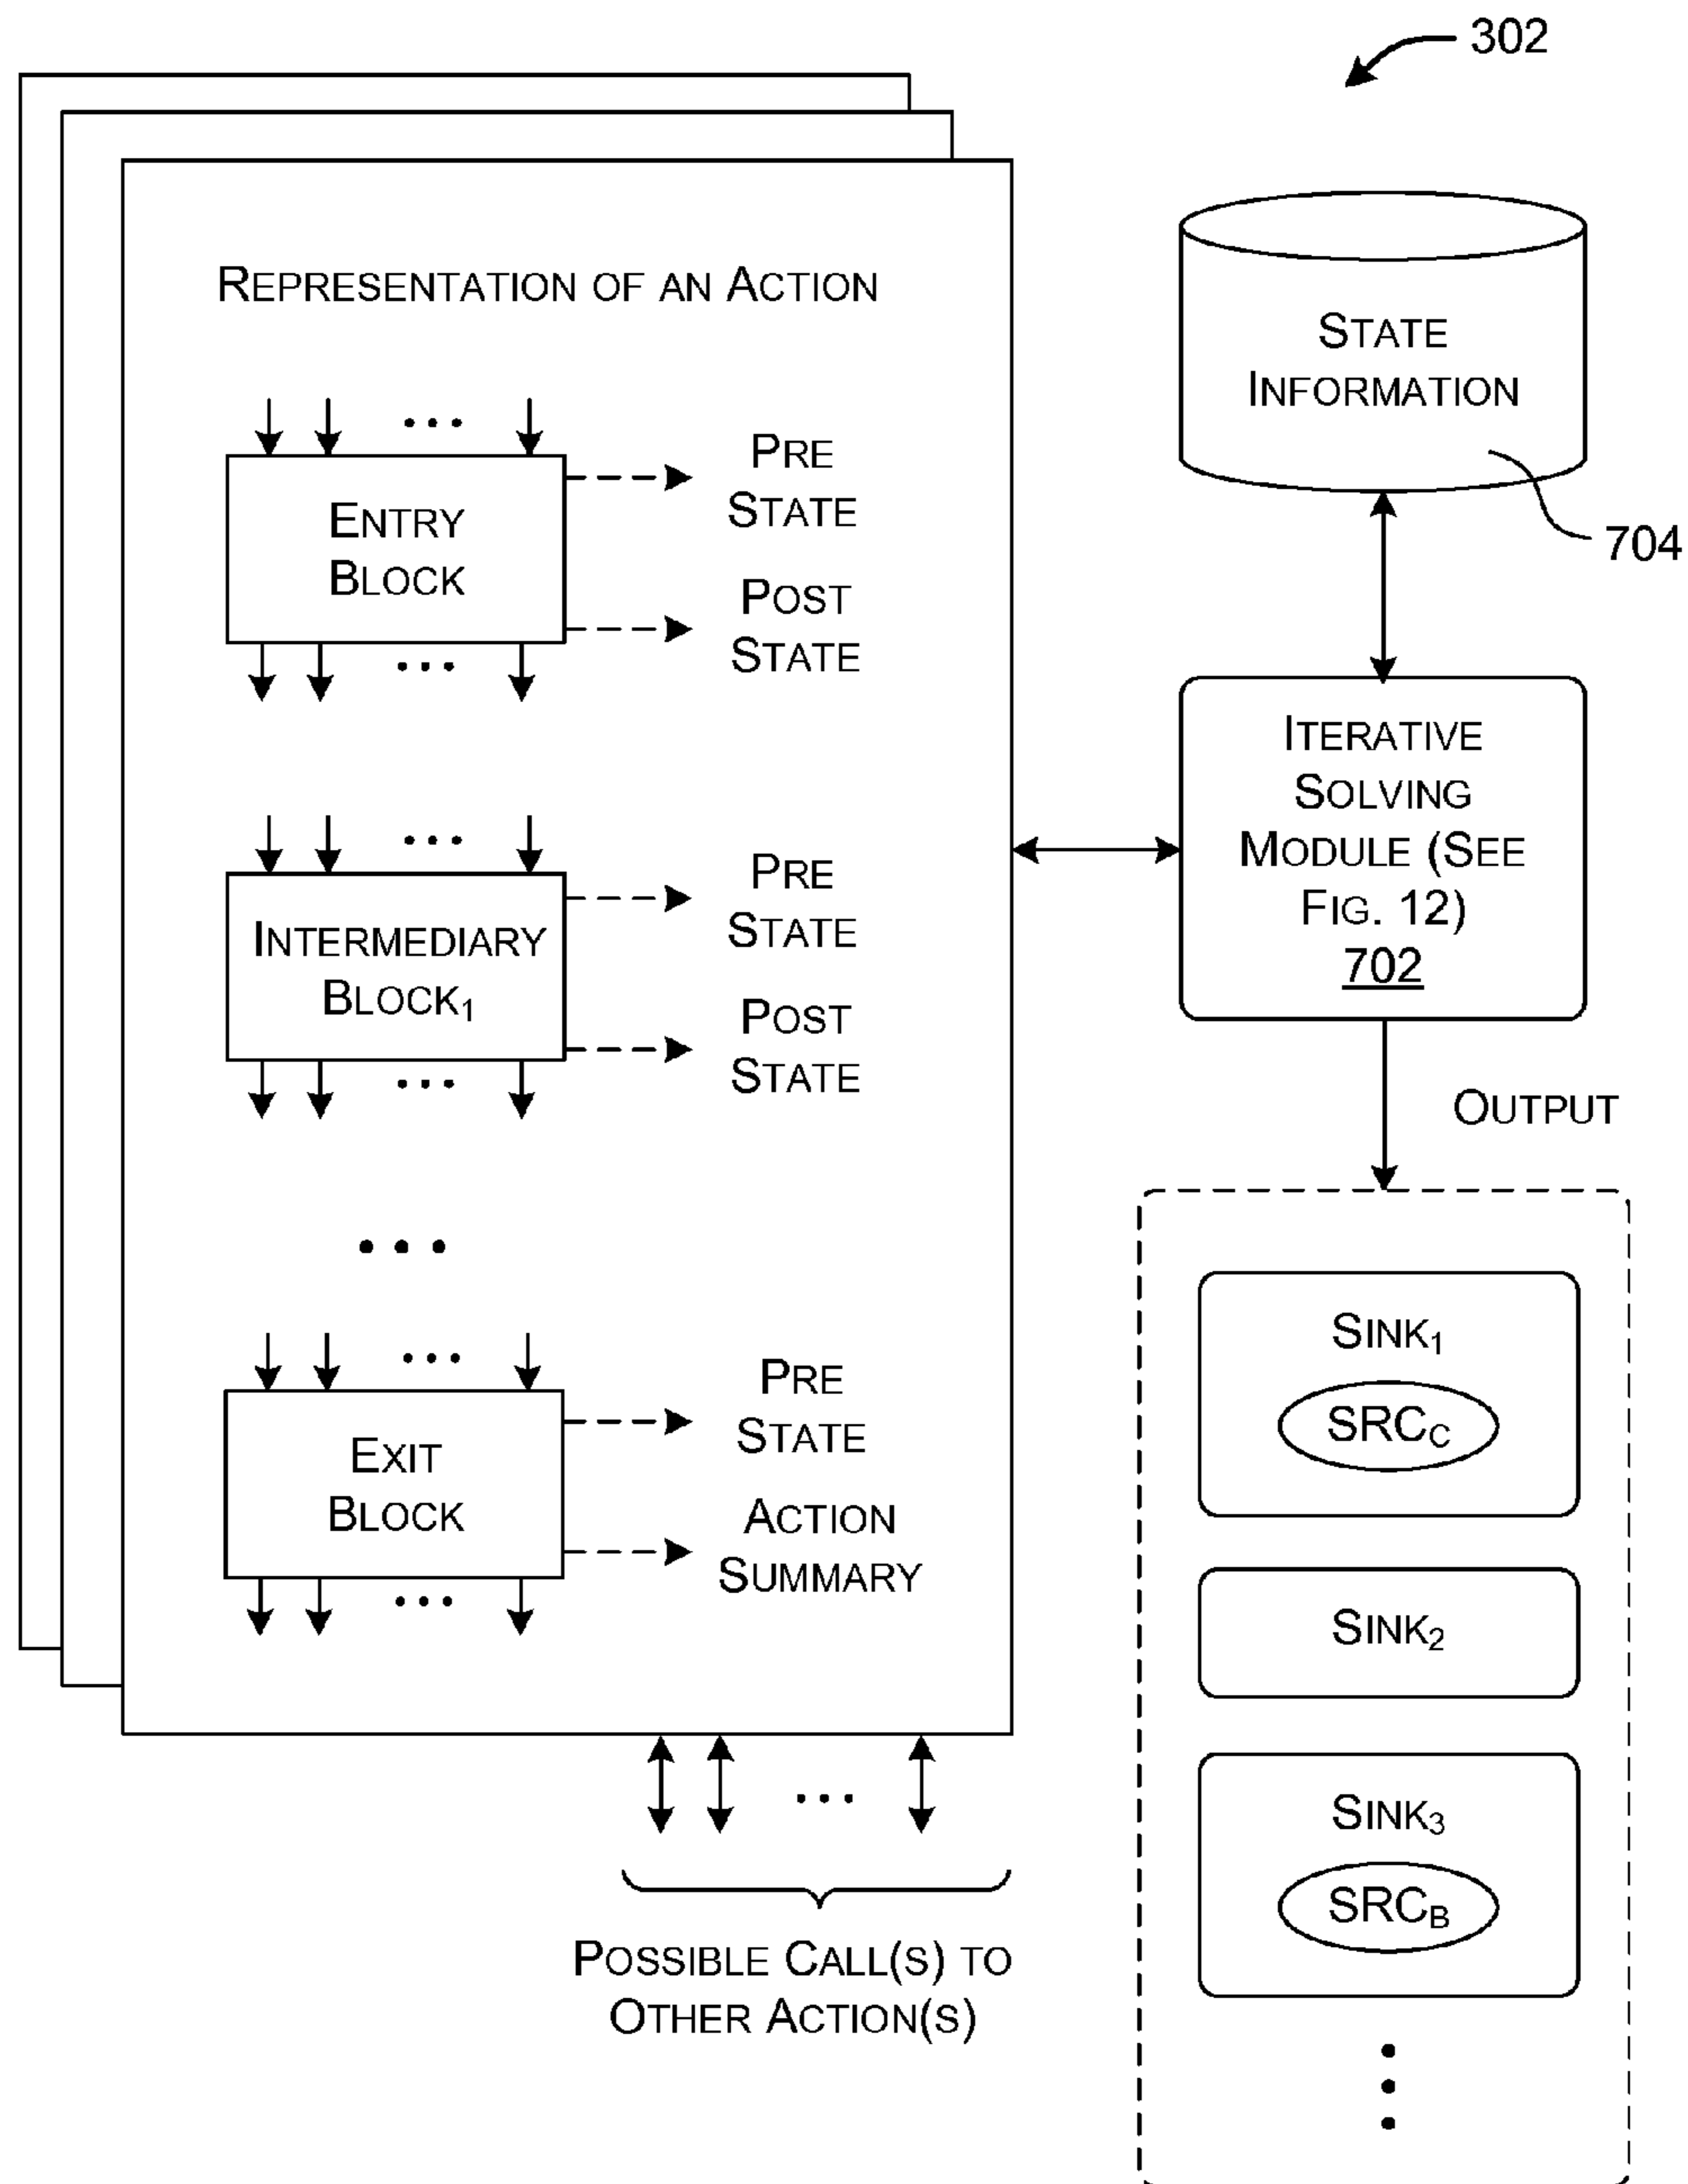 302
REPRESENTATION OF AN ACTION
ENTRY
BLOCK
PRE
STATE
POST
STATE
INTERMEDIARY
BLOCK1
PRE
STATE
POST
STATE
EXIT
BLOCK
PRE
STATE
ACTION
SUMMARY
POSSIBLE CALL(S) TO
OTHER ACTION(S)
STATE
INFORMATION
704
ITERATIVE
SOLVING
MODULE (SEE
FIG. 12)
702
OUTPUT
SINK1
SRCC
SINK2
SINK3
SRCB